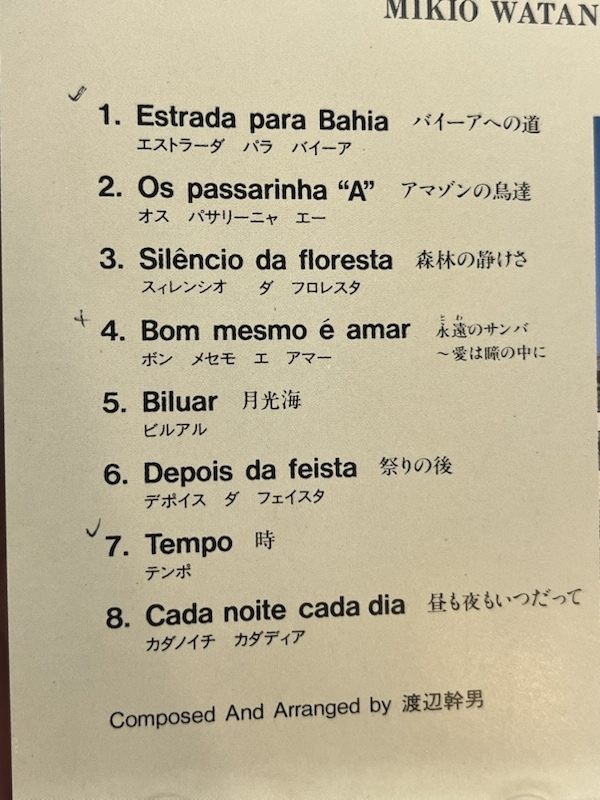 MIKIO WATAN
1. Estrada para Bahia バイーアへの道
エストラーダ パラ バイーア
2. Os passarinha “A” アマゾンの鳥達
オス パサリーニャ エー
3. Silêncio da floresta 森林の静けさ
スィレンシオ ダ フロレスタ
とわ
4. Bom mesmo é amar 永遠のサンバ
～愛は瞳の中に
ボン メセモ エ アマー
5. Biluar 月光海
ビルアル
6. Depois da feista 祭りの後
デポイス ダ フェイスタ
7. Tempo 時
テンポ
8. Cada noite cada dia 昼も夜もいつだって
カダノイチ カダディア
Composed And Arranged by 渡辺幹男